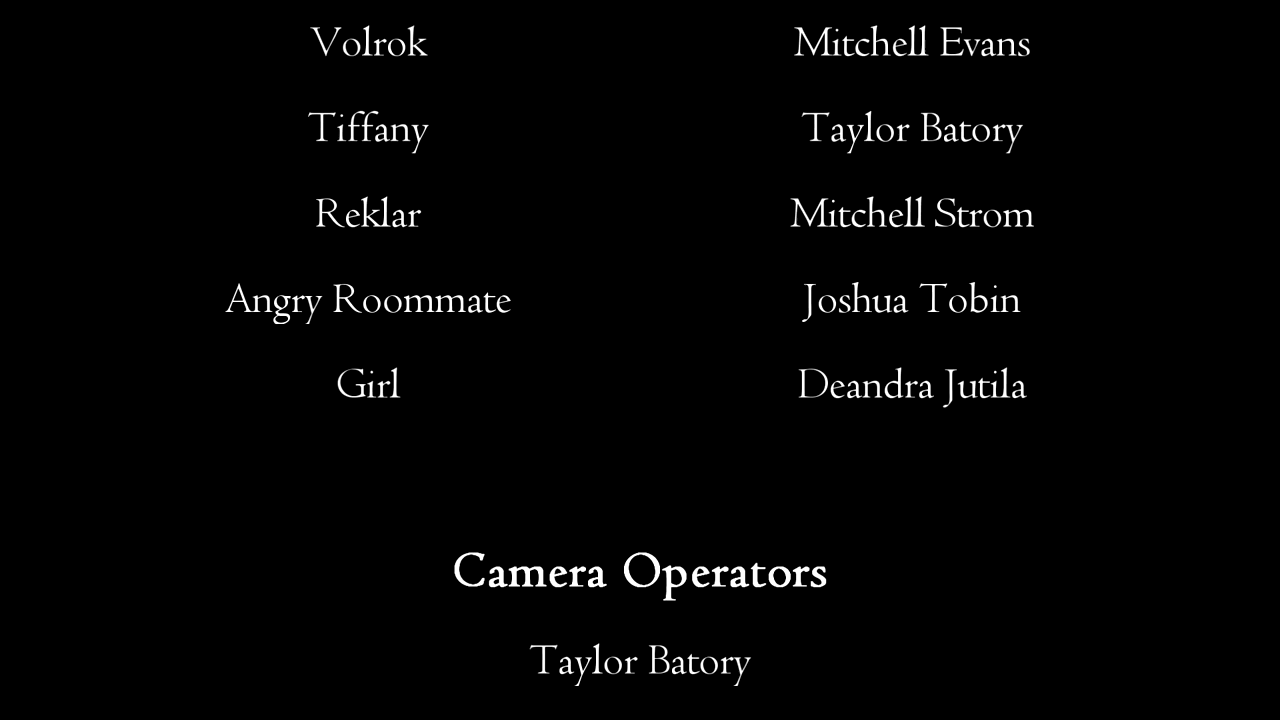 Volrok Mitchell Evans
Tiffany Taylor Batory
Reklar Mitchell Strom
Angry Roommate Joshua Tobin
Girl Deandra Jutila
Camera Operators
Taylor Batory